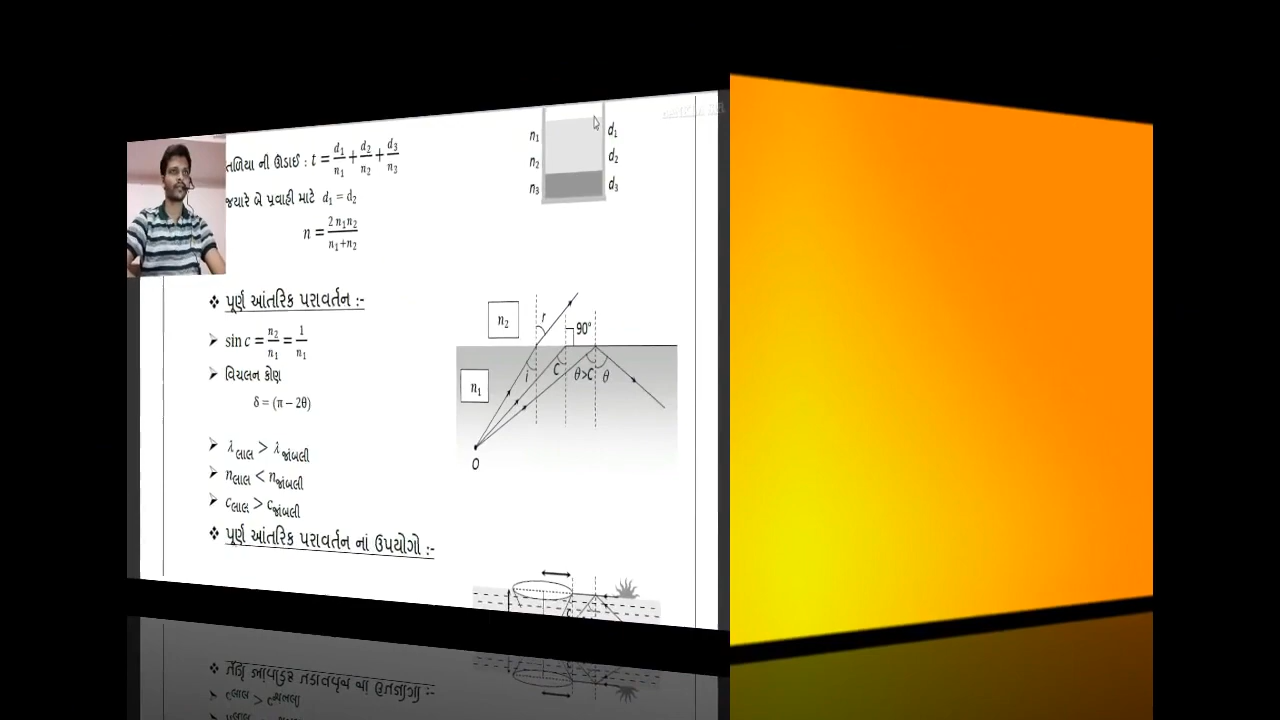 તળિયા ની ઊંડાઈ : t = d₁/n₁ + d₂/n₂ + d₃/n₃
જ્યારે બે પ્રવાહી માટે d₁ = d₂
n = 2 n₁n₂/n₁+n₂
n₁ d₁
n₂ d₂
n₃ d₃
❖ પૂર્ણ આંતરિક પરાવર્તન :-
➢ sin c = n₂/n₁ = 1/n₁
➢ વિચલન કોણ
δ = (π − 2θ)
➢ λલાલ > λજાંબલી
➢ nલાલ < nજાંબલી
➢ cલાલ > cજાંબલી
n₂ r 90°
n₁ i C θ>C θ
O
❖ પૂર્ણ આંતરિક પરાવર્તન નાં ઉપયોગો :-